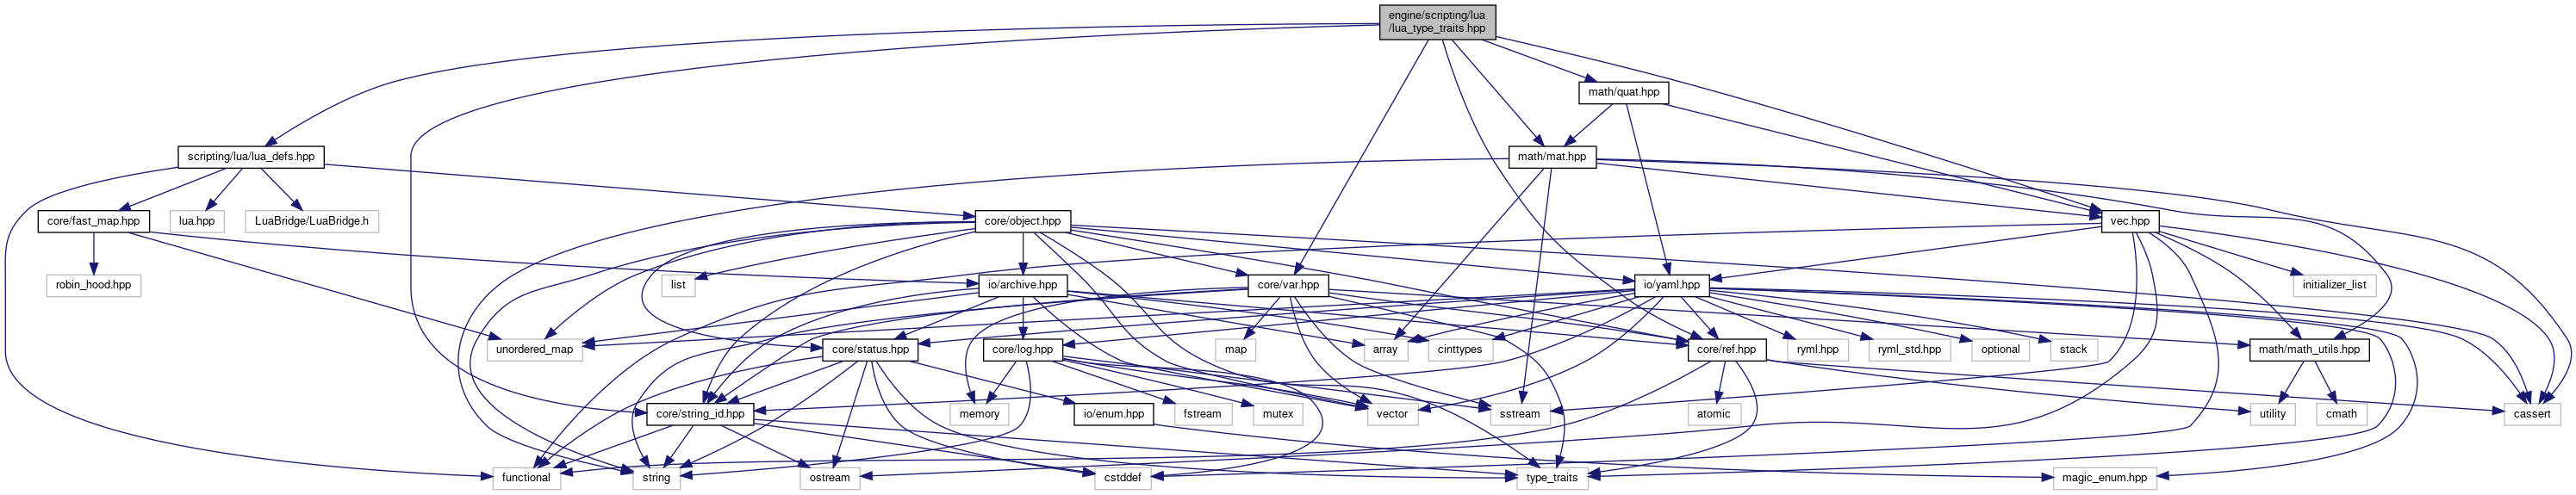 engine/scripting/lua
/lua_type_traits.hpp
math/quat.hpp
scripting/lua/lua_defs.hpp
math/mat.hpp
core/fast_map.hpp
lua.hpp
LuaBridge/LuaBridge.h
core/object.hpp
vec.hpp
robin_hood.hpp
list
io/archive.hpp
core/var.hpp
io/yaml.hpp
initializer_list
unordered_map
core/status.hpp
core/log.hpp
map
array
cinttypes
core/ref.hpp
ryml.hpp
ryml_std.hpp
optional
stack
math/math_utils.hpp
core/string_id.hpp
memory
io/enum.hpp
fstream
mutex
vector
sstream
atomic
utility
cmath
cassert
functional
string
ostream
cstddef
type_traits
magic_enum.hpp